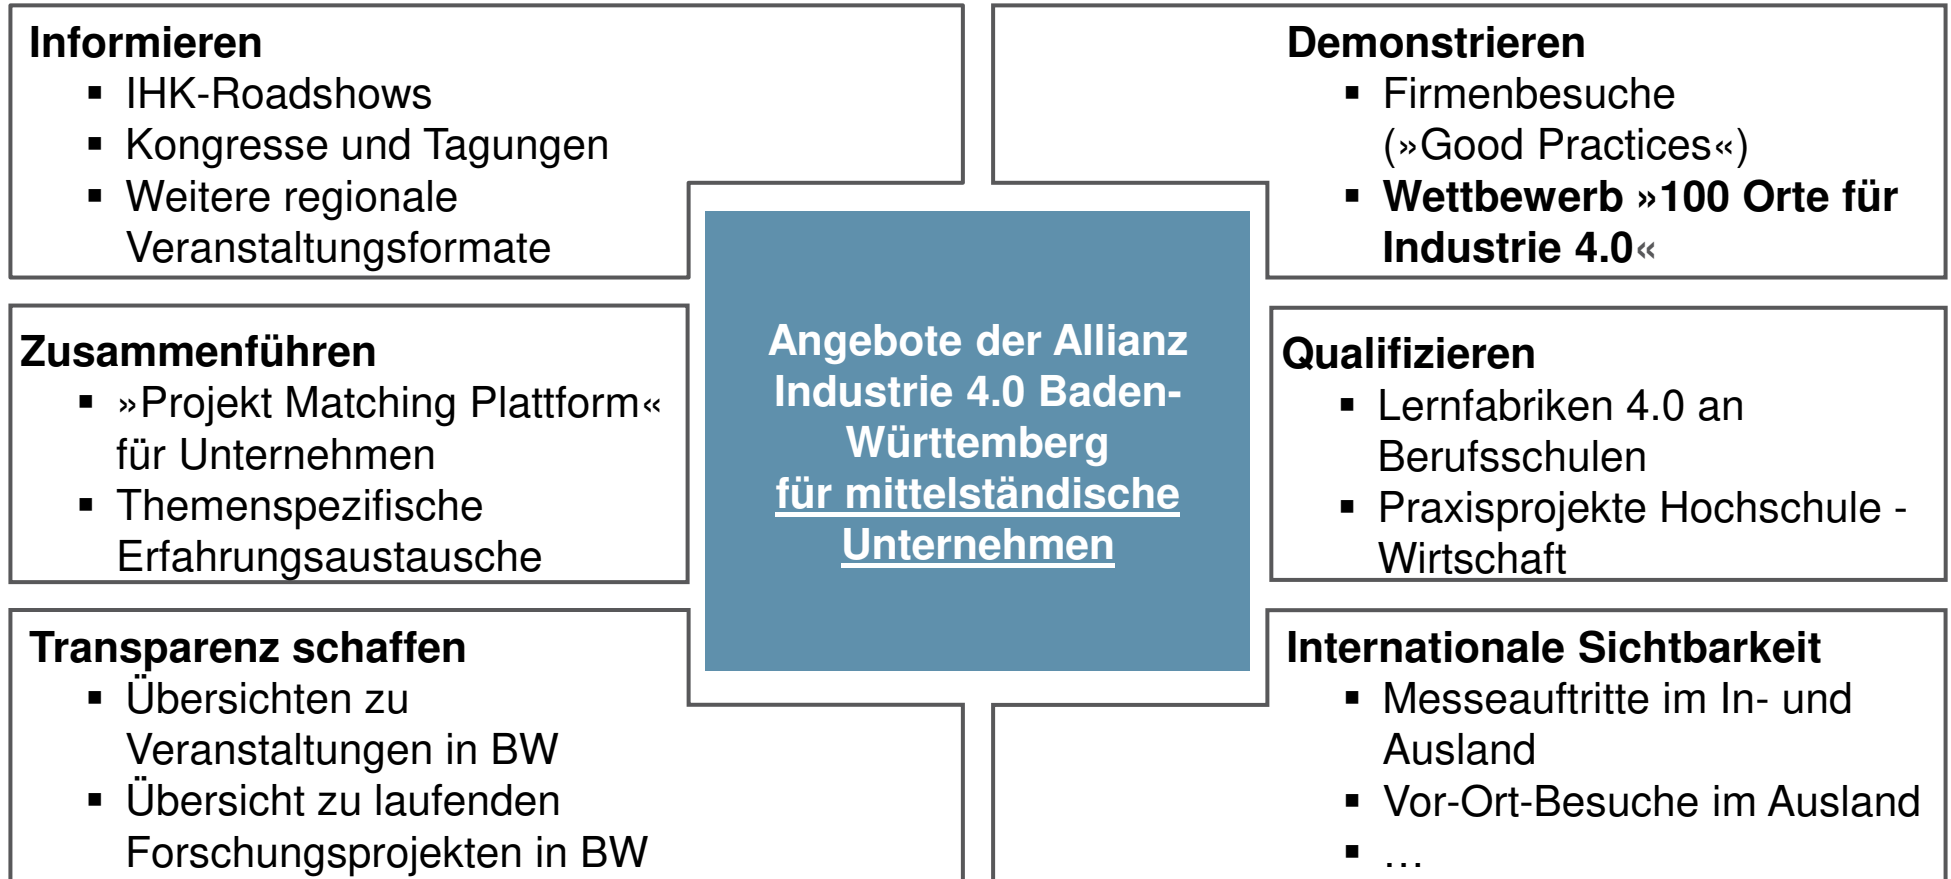 Informieren
▪ IHK-Roadshows
▪ Kongresse und Tagungen
▪ Weitere regionale
Veranstaltungsformate
Demonstrieren
▪ Firmenbesuche
(»Good Practices«)
▪ Wettbewerb »100 Orte für
Industrie 4.0«
Zusammenführen
▪ »Projekt Matching Plattform«
für Unternehmen
▪ Themenspezifische
Erfahrungsaustausche
Angebote der Allianz
Industrie 4.0 Baden-
Württemberg
für mittelständische
Unternehmen
Qualifizieren
▪ Lernfabriken 4.0 an
Berufsschulen
▪ Praxisprojekte Hochschule -
Wirtschaft
Transparenz schaffen
▪ Übersichten zu
Veranstaltungen in BW
▪ Übersicht zu laufenden
Forschungsprojekten in BW
Internationale Sichtbarkeit
▪ Messeauftritte im In- und
Ausland
▪ Vor-Ort-Besuche im Ausland
▪ …